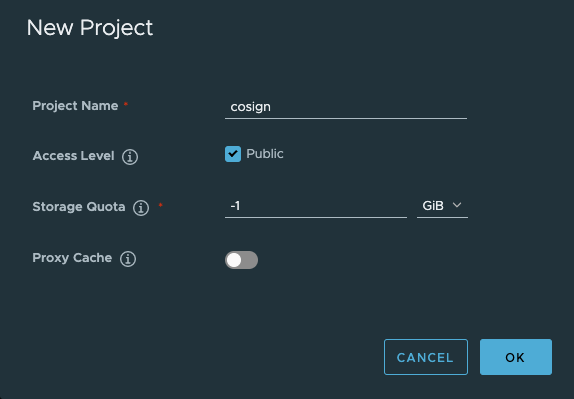 New Project
Project Name *
cosign
Access Level
Public
Storage Quota *
-1 GiB
Proxy Cache
CANCEL OK